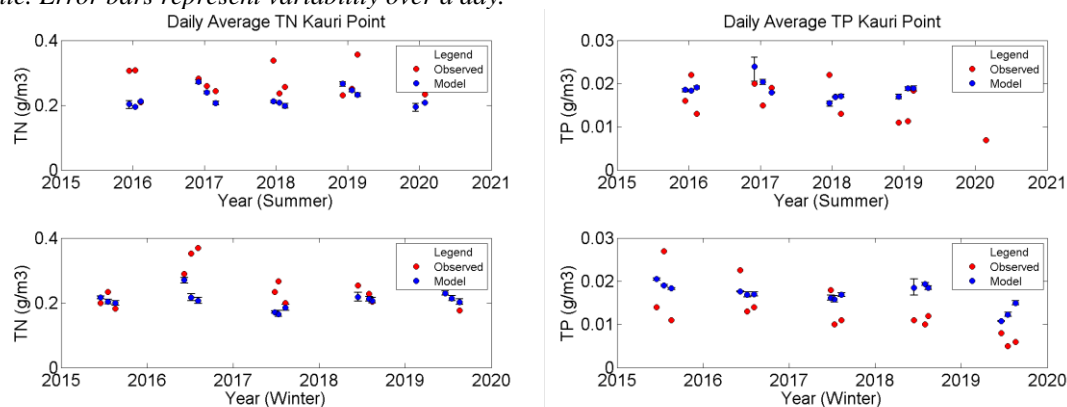 Error bars represent variability over a day.
Daily Average TN Kauri Point
0.4
0.2
0
TN (g/m3)
Legend
Observed
Model
2015 2016 2017 2018 2019 2020 2021
Year (Summer)
Daily Average TP Kauri Point
0.03
0.02
0.01
0
TP (g/m3)
Legend
Observed
Model
2015 2016 2017 2018 2019 2020 2021
Year (Summer)
0.4
0.2
0
TN (g/m3)
Legend
Observed
Model
2015 2016 2017 2018 2019 2020
Year (Winter)
0.03
0.02
0.01
0
TP (g/m3)
Legend
Observed
Model
2015 2016 2017 2018 2019 2020
Year (Winter)